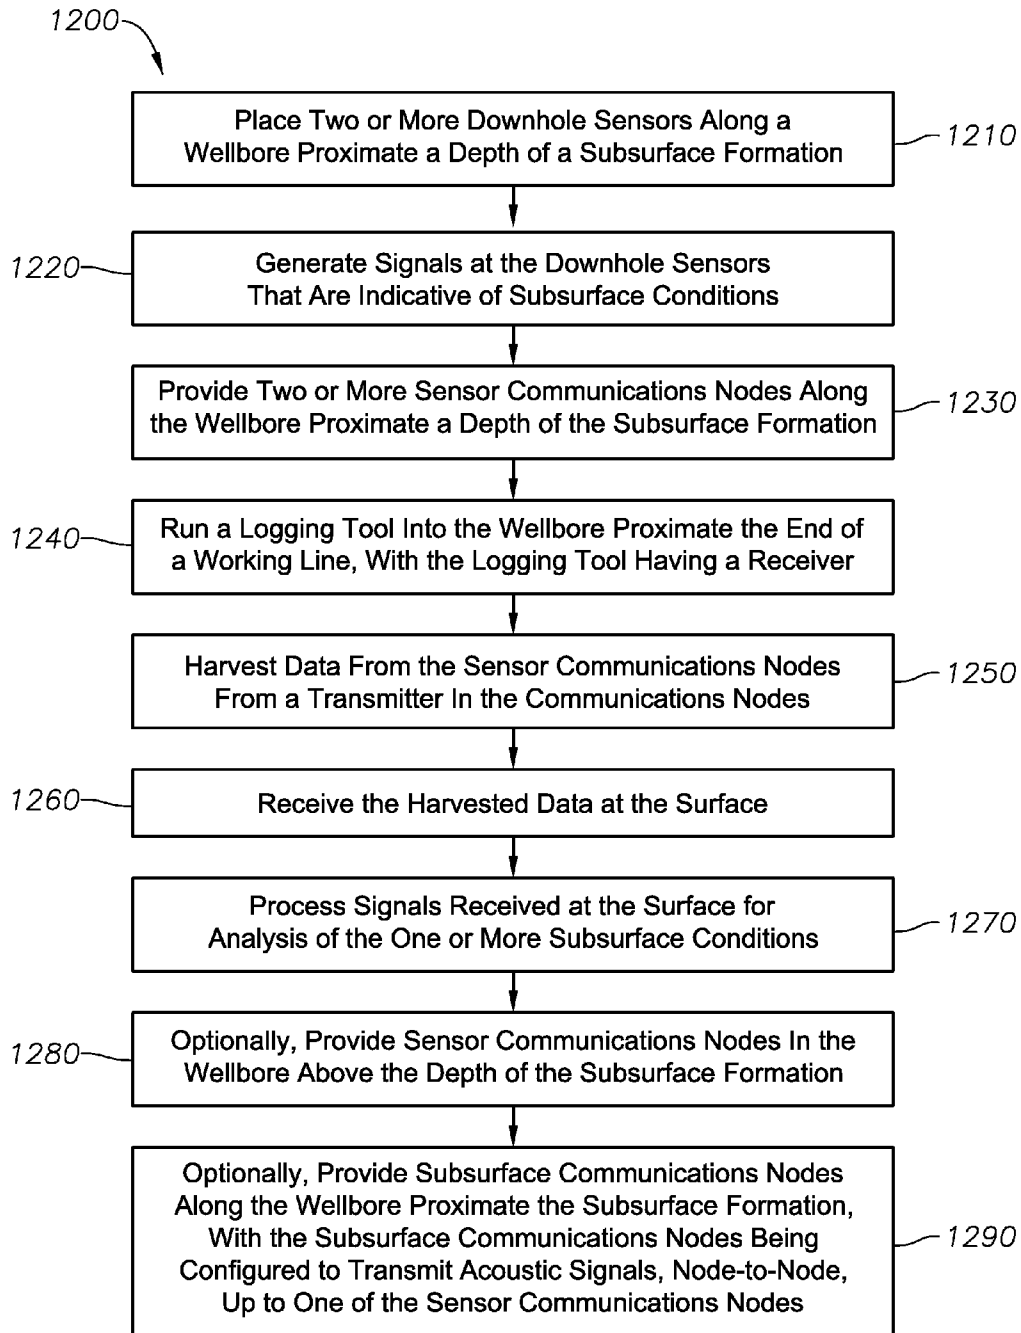 1200
Place Two or More Downhole Sensors Along a
Wellbore Proximate a Depth of a Subsurface Formation
1210
1220
Generate Signals at the Downhole Sensors
That Are Indicative of Subsurface Conditions
Provide Two or More Sensor Communications Nodes Along
the Wellbore Proximate a Depth of the Subsurface Formation
1230
1240
Run a Logging Tool Into the Wellbore Proximate the End of
a Working Line, With the Logging Tool Having a Receiver
Harvest Data From the Sensor Communications Nodes
From a Transmitter In the Communications Nodes
1250
1260
Receive the Harvested Data at the Surface
Process Signals Received at the Surface for
Analysis of the One or More Subsurface Conditions
1270
1280
Optionally, Provide Sensor Communications Nodes In the
Wellbore Above the Depth of the Subsurface Formation
Optionally, Provide Subsurface Communications Nodes
Along the Wellbore Proximate the Subsurface Formation,
With the Subsurface Communications Nodes Being
Configured to Transmit Acoustic Signals, Node-to-Node,
Up to One of the Sensor Communications Nodes
1290